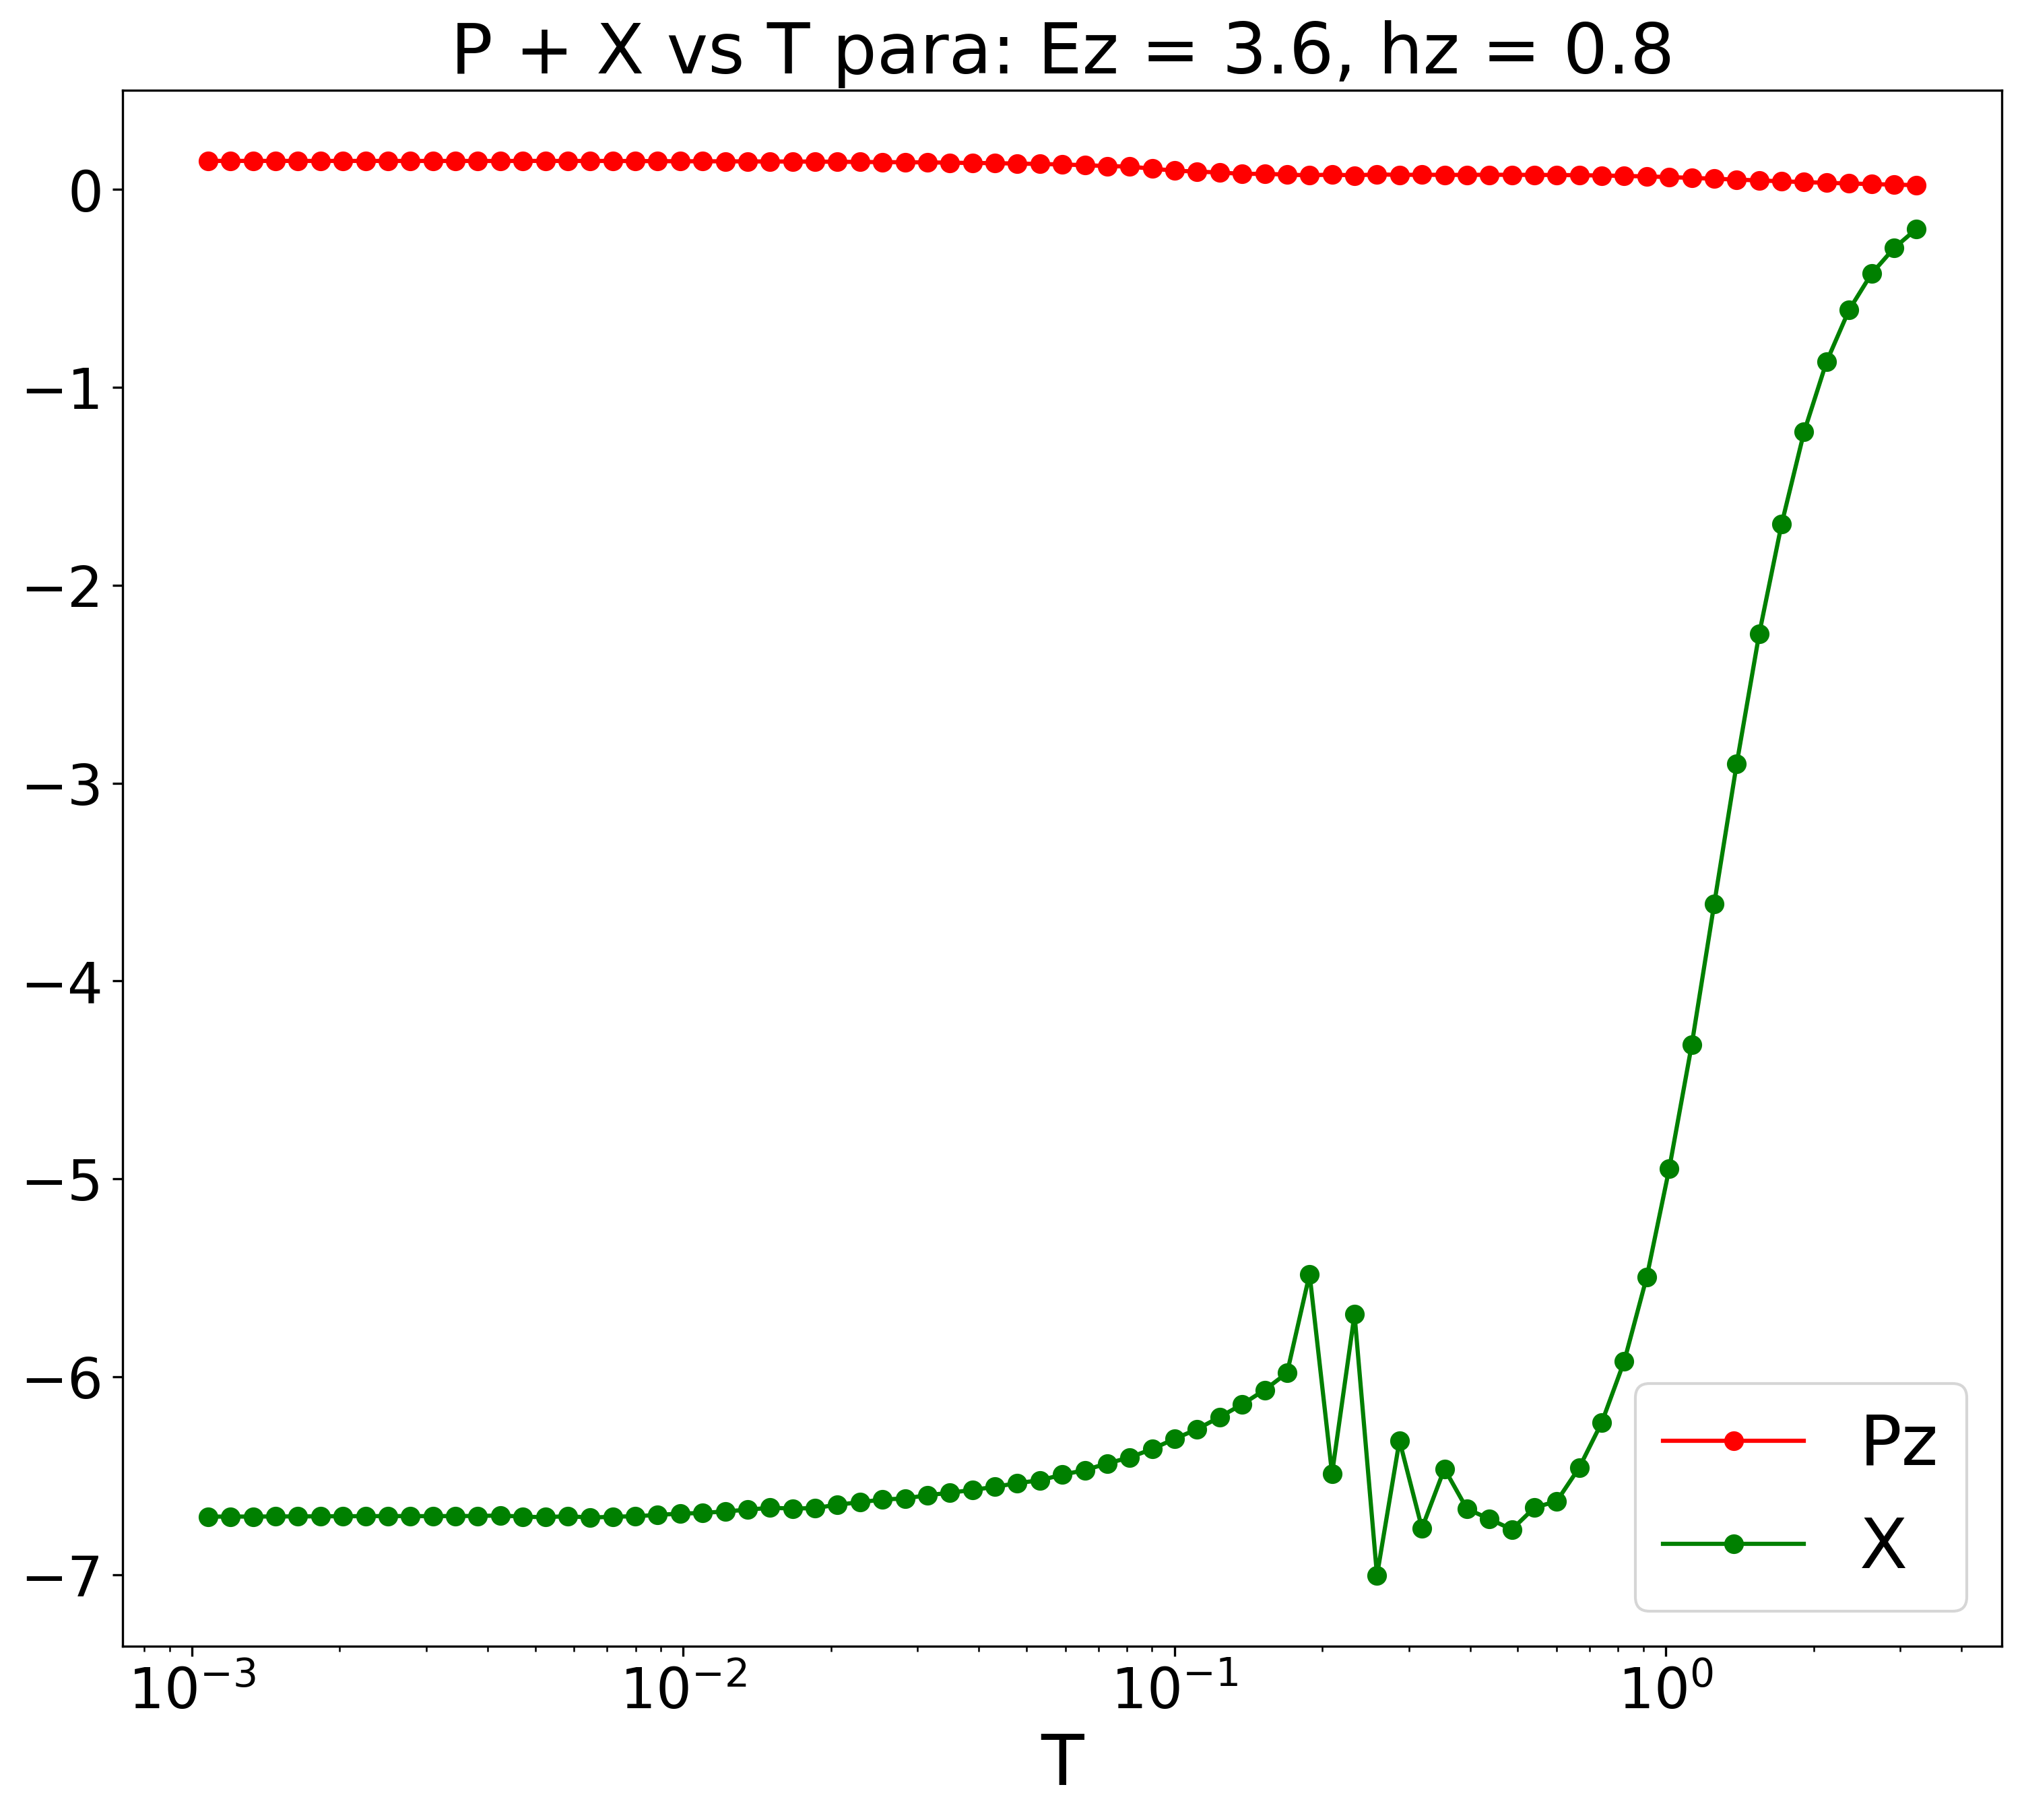 P + X vs T para: Ez = 3.6, hz = 0.8
0
−1
−2
−3
−4
−5
−6
−7
Pz
X
10⁻³ 10⁻² 10⁻¹ 10⁰
T